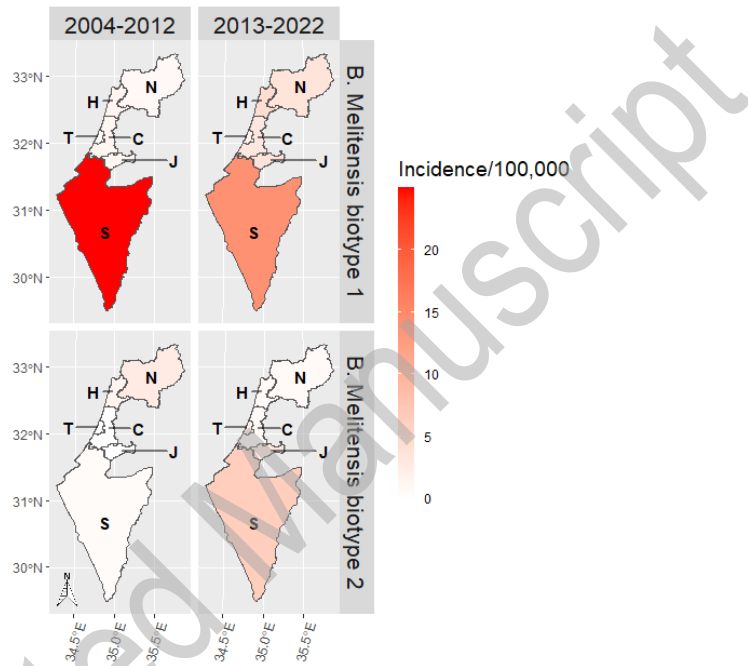 2004-2012 2013-2022
33°N
32°N
31°N
30°N
N
H
T
C
J
S
N
H
T
C
J
S
B. Melitensis biotype 1
Incidence/100,000
20
15
10
5
0
33°N
32°N
31°N
30°N
N
H
T
C
J
S
N
N
H
T
C
J
S
B. Melitensis biotype 2
34.5°E 35.0°E 35.5°E 34.5°E 35.0°E 35.5°E
ted Manuscript